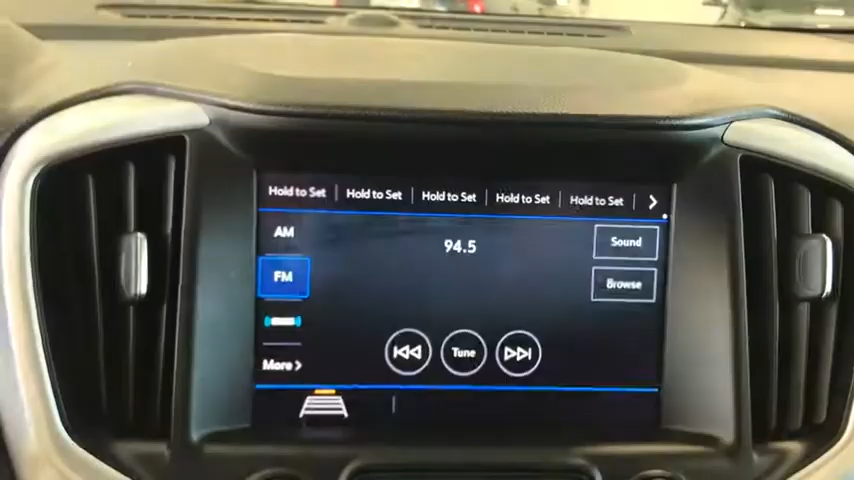 Hold to Set Hold to Set Hold to Set Hold to Set Hold to Set >
AM
94.5
Sound
FM
Browse
More >
Tune